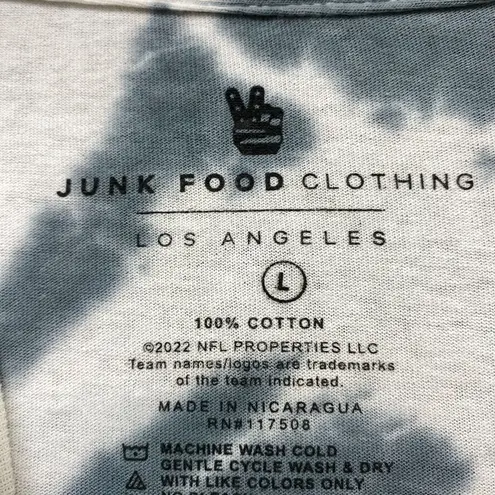 JUNK FOOD CLOTHING
LOS ANGELES
L
100% COTTON
©2022 NFL PROPERTIES LLC
Team names/logos are trademarks
of the team indicated.
MADE IN NICARAGUA
RN#117508
MACHINE WASH COLD
GENTLE CYCLE WASH & DRY
WITH LIKE COLORS ONLY